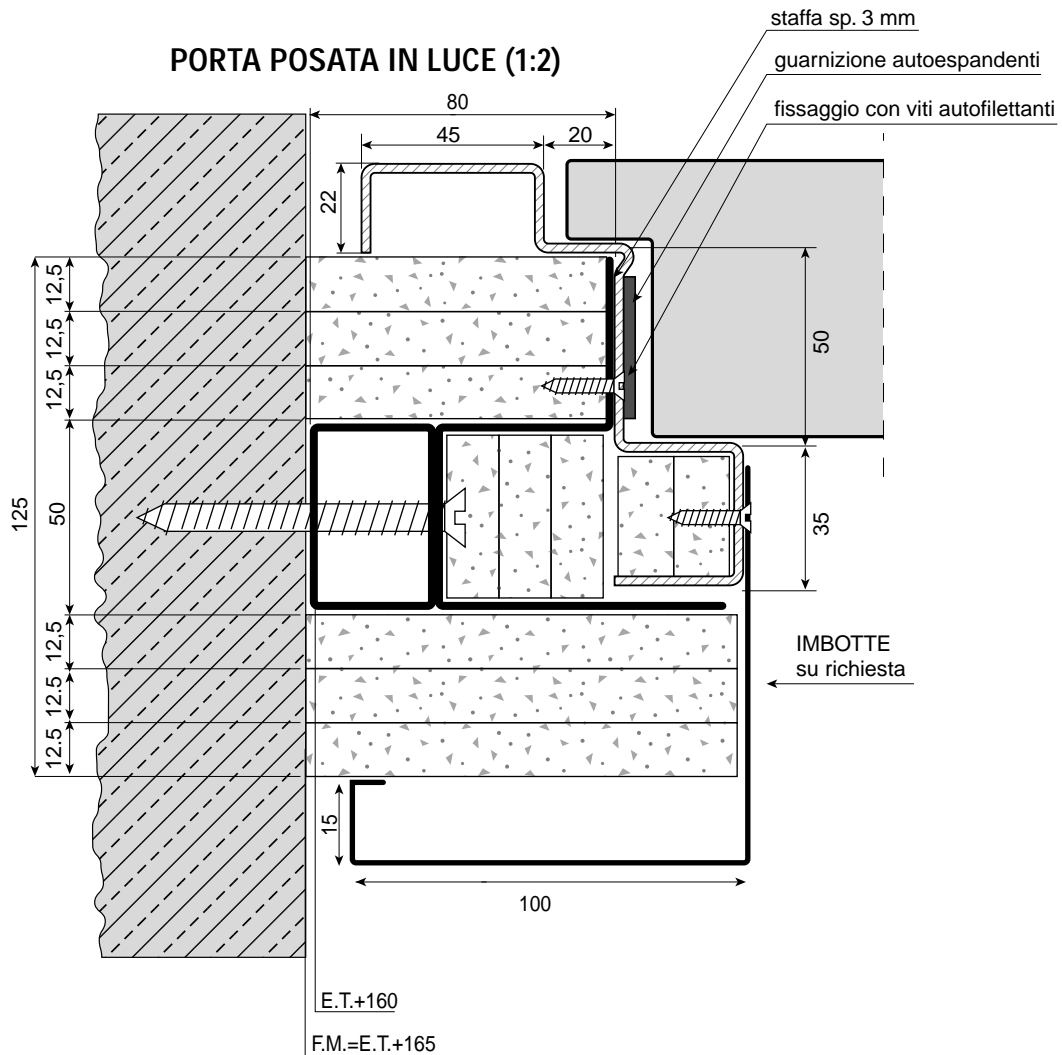 staffa sp. 3 mm
PORTA POSATA IN LUCE (1:2)
guarnizione autoespandenti
fissaggio con viti autofilettanti
80
45
20
22
12,5
12,5
12,5
50
125
50
35
12,5
12.5
12.5
IMBOTTE
su richiesta
15
100
E.T.+160
F.M.=E.T.+165